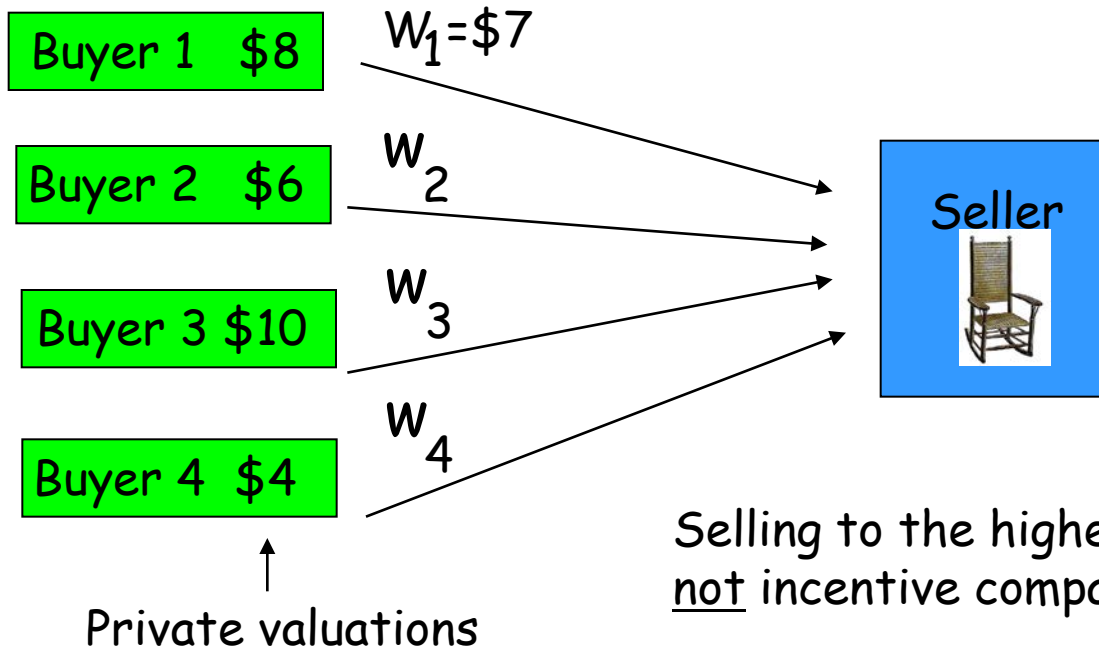 Buyer 1 $8
W1=$7
Buyer 2 $6
W2
Seller
Buyer 3 $10
W3
Buyer 4 $4
W4
Selling to the highe
not incentive compa
Private valuations